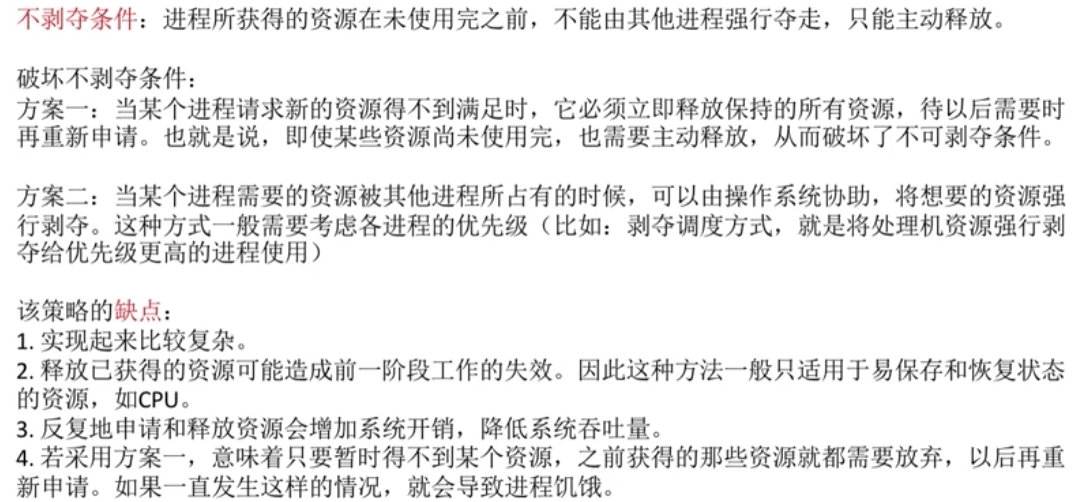 不剥夺条件：进程所获得的资源在未使用完之前，不能由其他进程强行夺走，只能主动释放。
破坏不剥夺条件：
方案一：当某个进程请求新的资源得不到满足时，它必须立即释放保持的所有资源，待以后需要时
再重新申请。也就是说，即使某些资源尚未使用完，也需要主动释放，从而破坏了不可剥夺条件。
方案二：当某个进程需要的资源被其他进程所占有的时候，可以由操作系统协助，将想要的资源强
行剥夺。这种方式一般需要考虑各进程的优先级（比如：剥夺调度方式，就是将处理机资源强行剥
夺给优先级更高的进程使用）
该策略的缺点：
1. 实现起来比较复杂。
2. 释放已获得的资源可能造成前一阶段工作的失效。因此这种方法一般只适用于易保存和恢复状态
的资源，如CPU。
3. 反复地申请和释放资源会增加系统开销，降低系统吞吐量。
4. 若采用方案一，意味着只要暂时得不到某个资源，之前获得的那些资源就都需要放弃，以后再重
新申请。如果一直发生这样的情况，就会导致进程饥饿。